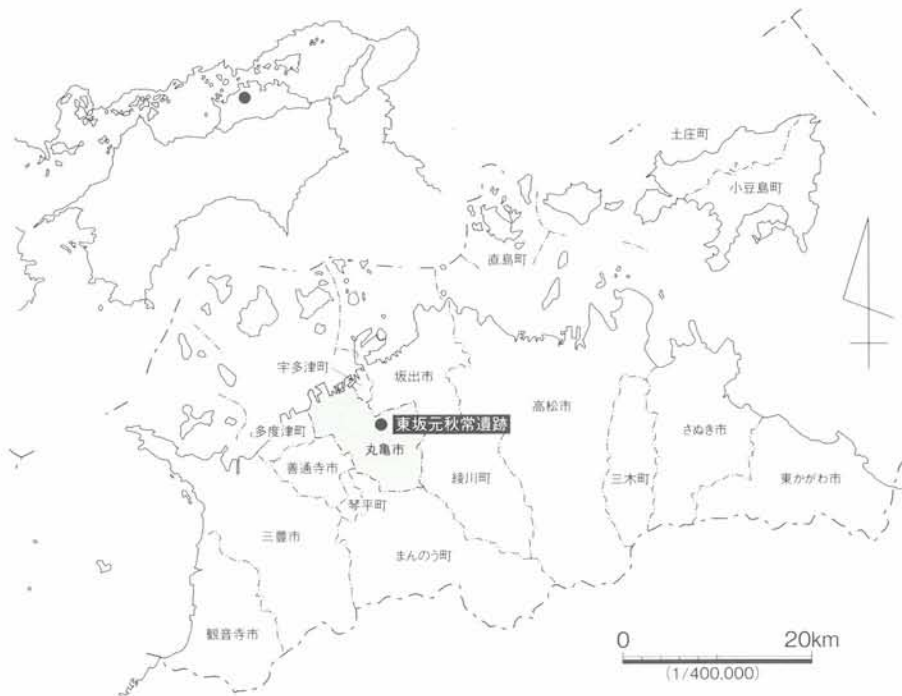 土庄町
小豆島町
直島町
宇多津町
坂出市
高松市
東坂元秋常遺跡
多度津町
丸亀市
さぬき市
善通寺市
綾川町
三木町
東かがわ市
琴平町
三豊市
まんのう町
観音寺市
0 20km
(1/400,000)